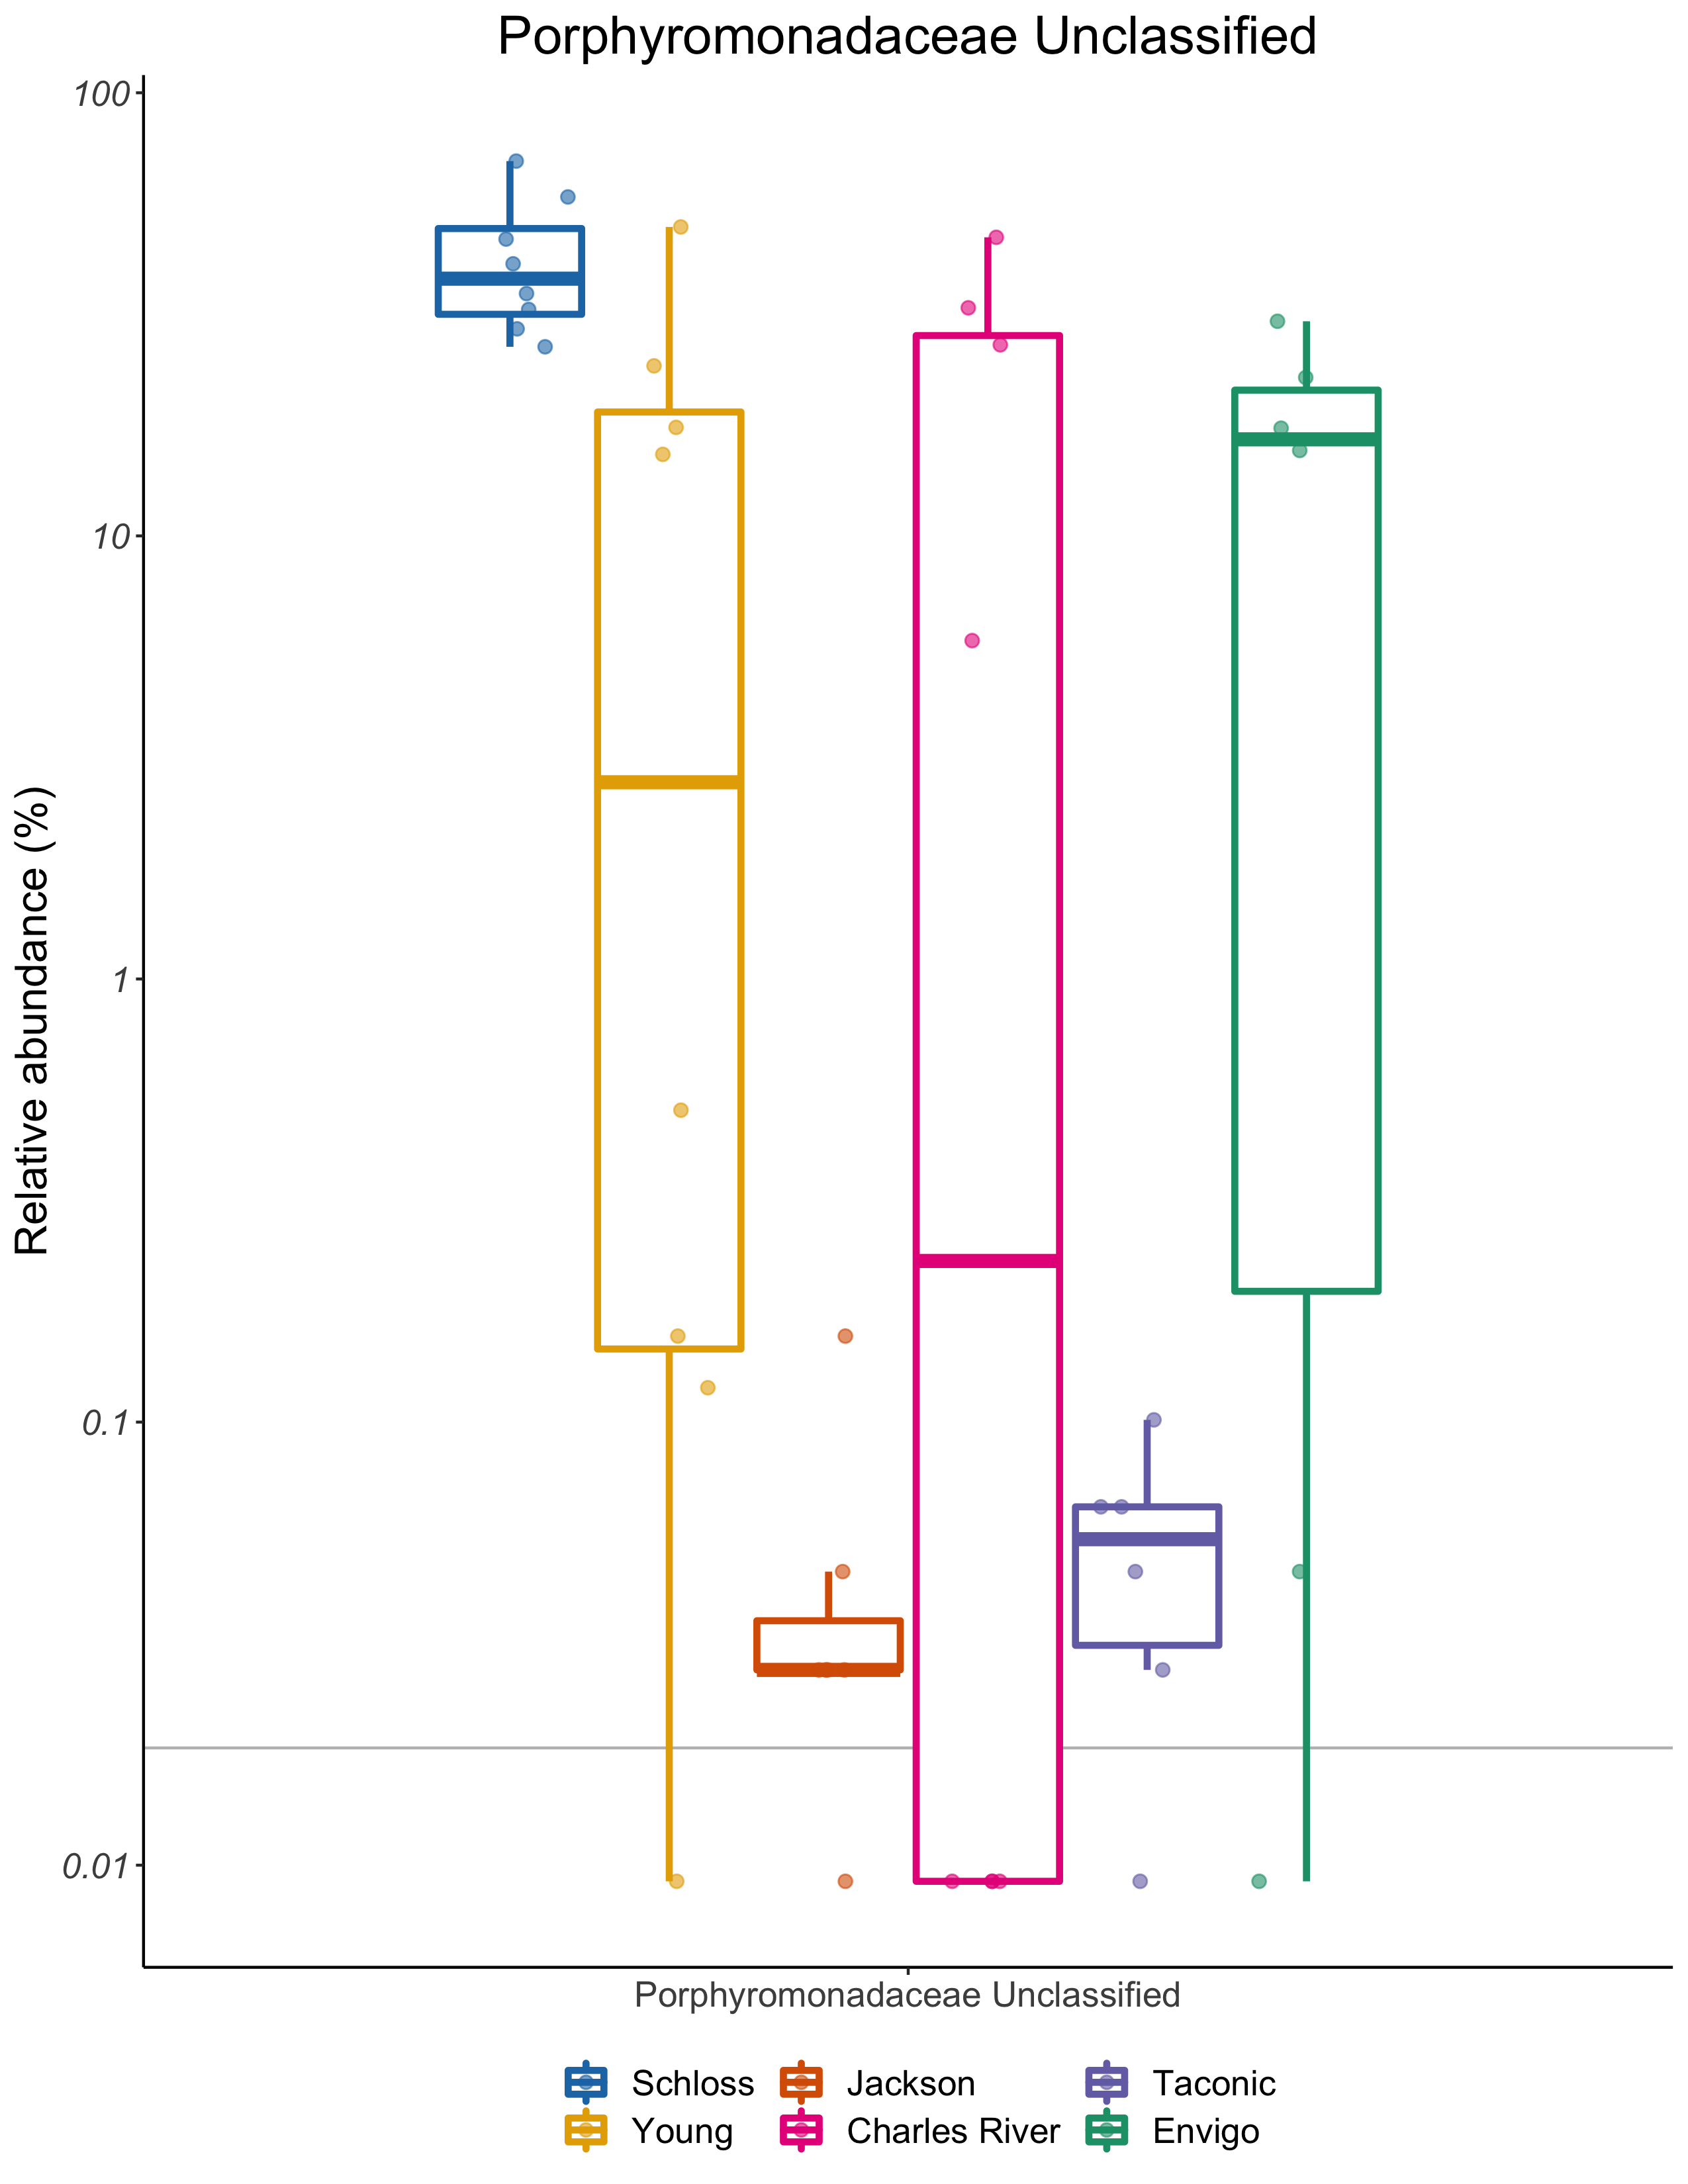 Porphyromonadaceae Unclassified
100
10
1
0.1
0.01
Relative abundance (%)
Porphyromonadaceae Unclassified
Schloss Jackson Taconic
Young Charles River Envigo